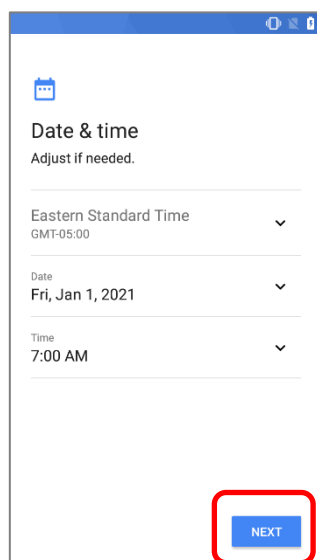 Date & time
Adjust if needed.
Eastern Standard Time
GMT-05:00
Date
Fri, Jan 1, 2021
Time
7:00 AM
NEXT